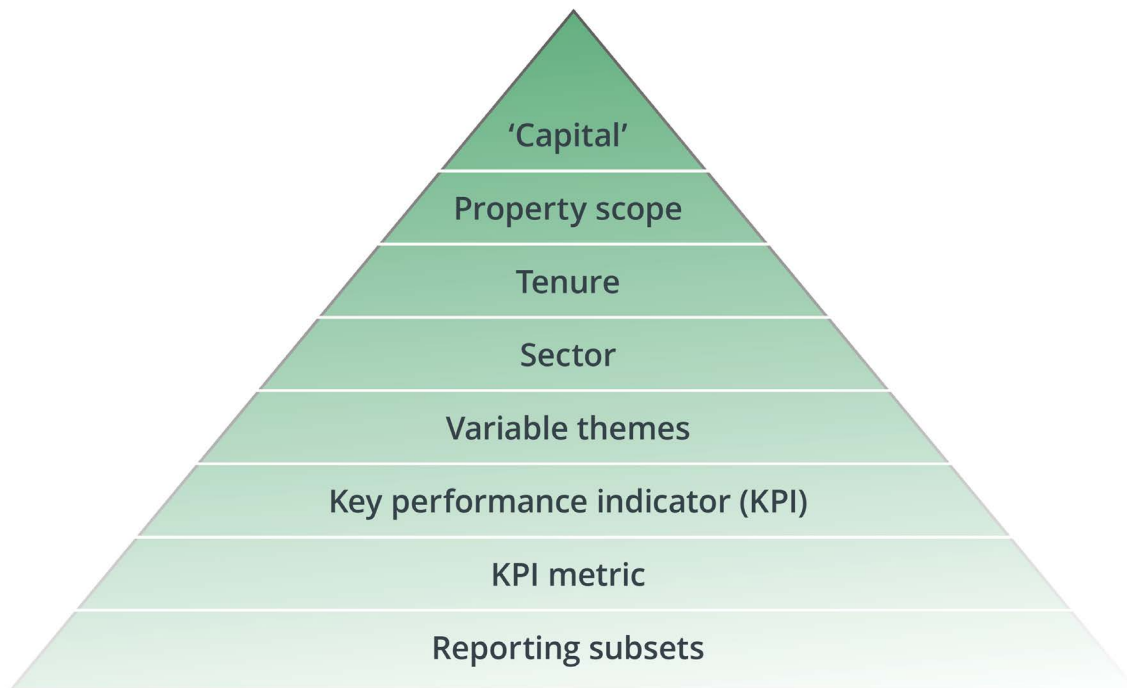 ‘Capital’
Property scope
Tenure
Sector
Variable themes
Key performance indicator (KPI)
KPI metric
Reporting subsets